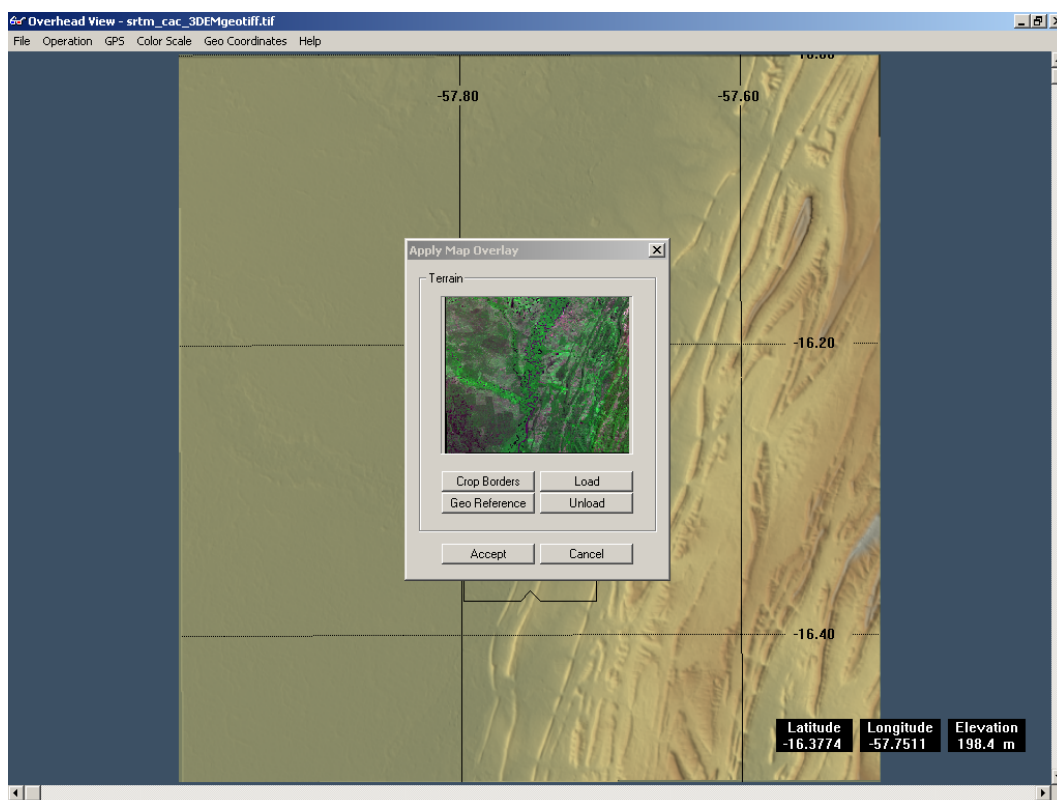 Overhead View - srtm_cac_3DEMgeotiff.tif
File Operation GPS Color Scale Geo Coordinates Help
-57.80 -57.60
Apply Map Overlay
Terrain
-16.20
Crop Borders Load
Geo Reference Unload
Accept Cancel
-16.40
Latitude Longitude Elevation
-16.3774 -57.7511 198.4 m